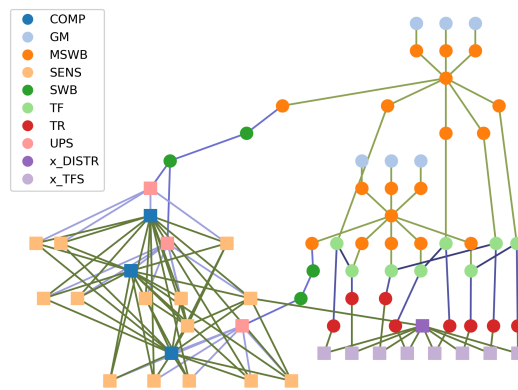 COMP
GM
MSWB
SENS
SWB
TF
TR
UPS
x_DISTR
x_TFS